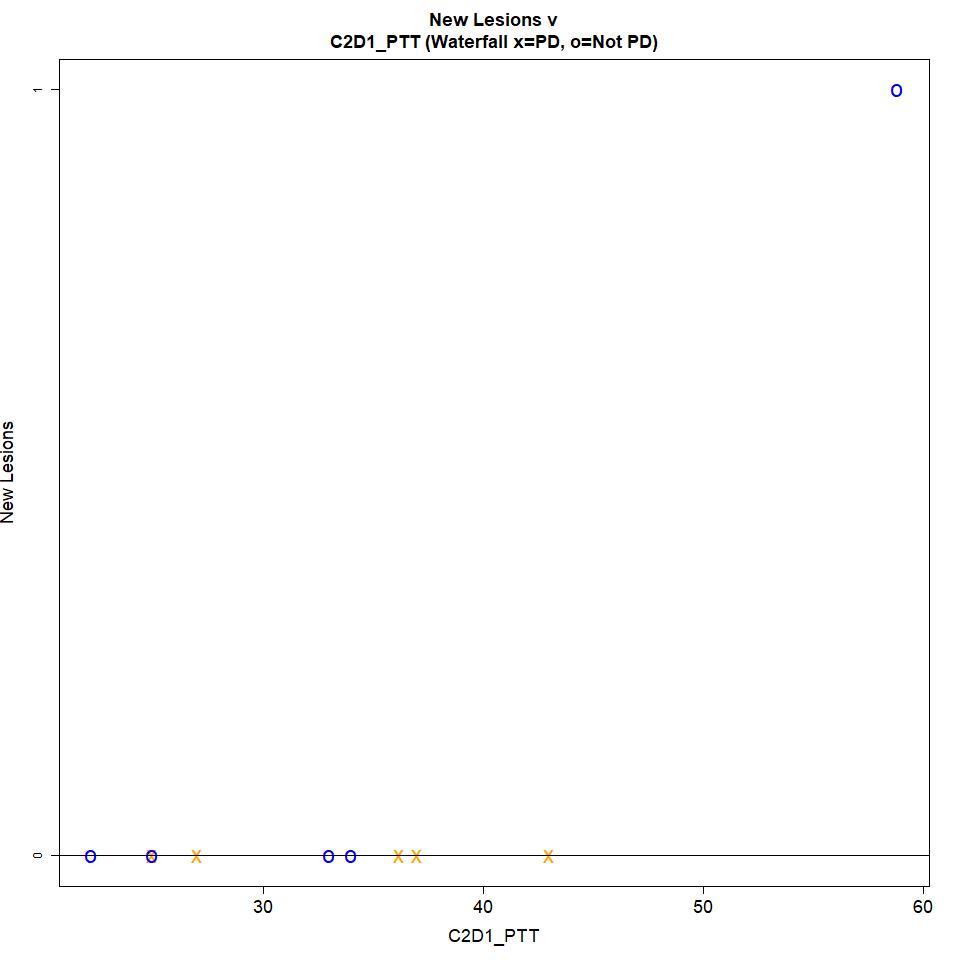 New Lesions v
C2D1_PTT (Waterfall x=PD, o=Not PD)
1
o
New Lesions
0
o
o
x
x
o
o
x
x
x
30
40
50
60
C2D1_PTT